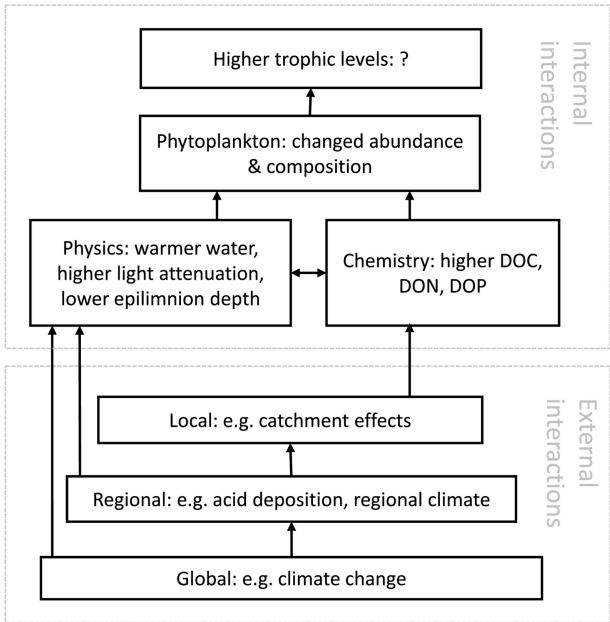 Higher trophic levels: ?
Internal
interactions
Phytoplankton: changed abundance
& composition
Physics: warmer water,
higher light attenuation,
lower epilimnion depth
Chemistry: higher DOC,
DON, DOP
Local: e.g. catchment effects
External
interactions
Regional: e.g. acid deposition, regional climate
Global: e.g. climate change